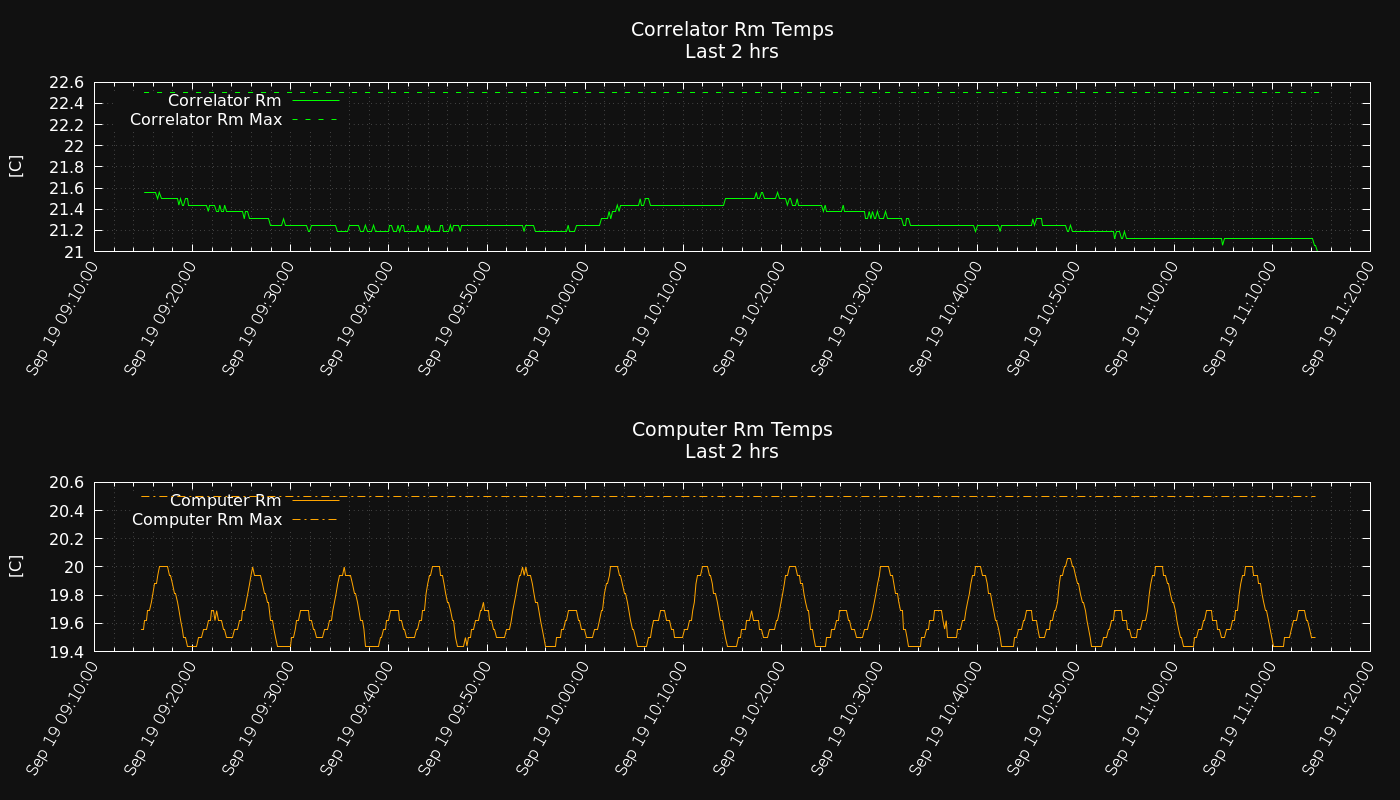 Correlator Rm Temps
Last 2 hrs
22.6
22.4
22.2
22
21.8
21.6
21.4
21.2
21
[C]
Correlator Rm
Correlator Rm Max
Sep 19 09:10:00
Sep 19 09:20:00
Sep 19 09:30:00
Sep 19 09:40:00
Sep 19 09:50:00
Sep 19 10:00:00
Sep 19 10:10:00
Sep 19 10:20:00
Sep 19 10:30:00
Sep 19 10:40:00
Sep 19 10:50:00
Sep 19 11:00:00
Sep 19 11:10:00
Sep 19 11:20:00
Computer Rm Temps
Last 2 hrs
20.6
20.4
20.2
20
19.8
19.6
19.4
[C]
Computer Rm
Computer Rm Max
Sep 19 09:10:00
Sep 19 09:20:00
Sep 19 09:30:00
Sep 19 09:40:00
Sep 19 09:50:00
Sep 19 10:00:00
Sep 19 10:10:00
Sep 19 10:20:00
Sep 19 10:30:00
Sep 19 10:40:00
Sep 19 10:50:00
Sep 19 11:00:00
Sep 19 11:10:00
Sep 19 11:20:00